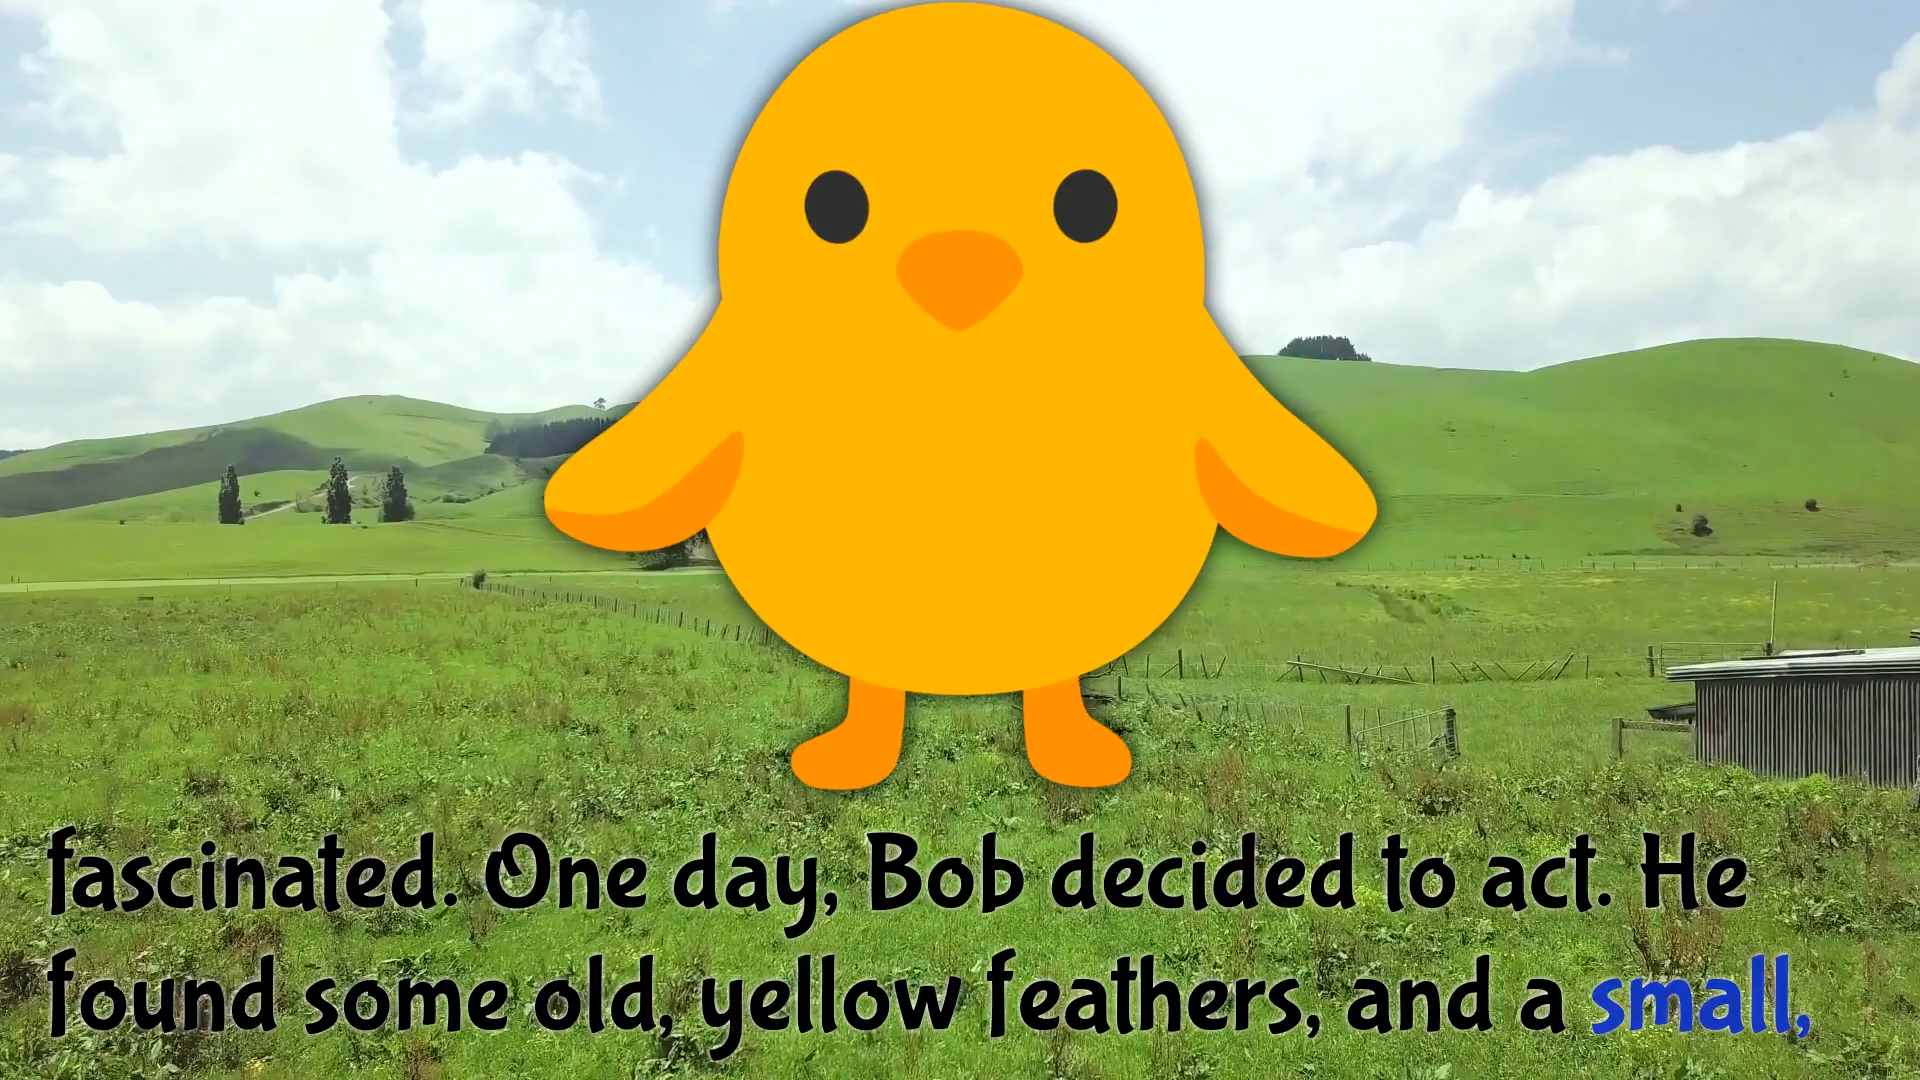 fascinated. One day, Bob decided to act. He
found some old, yellow feathers, and a small,